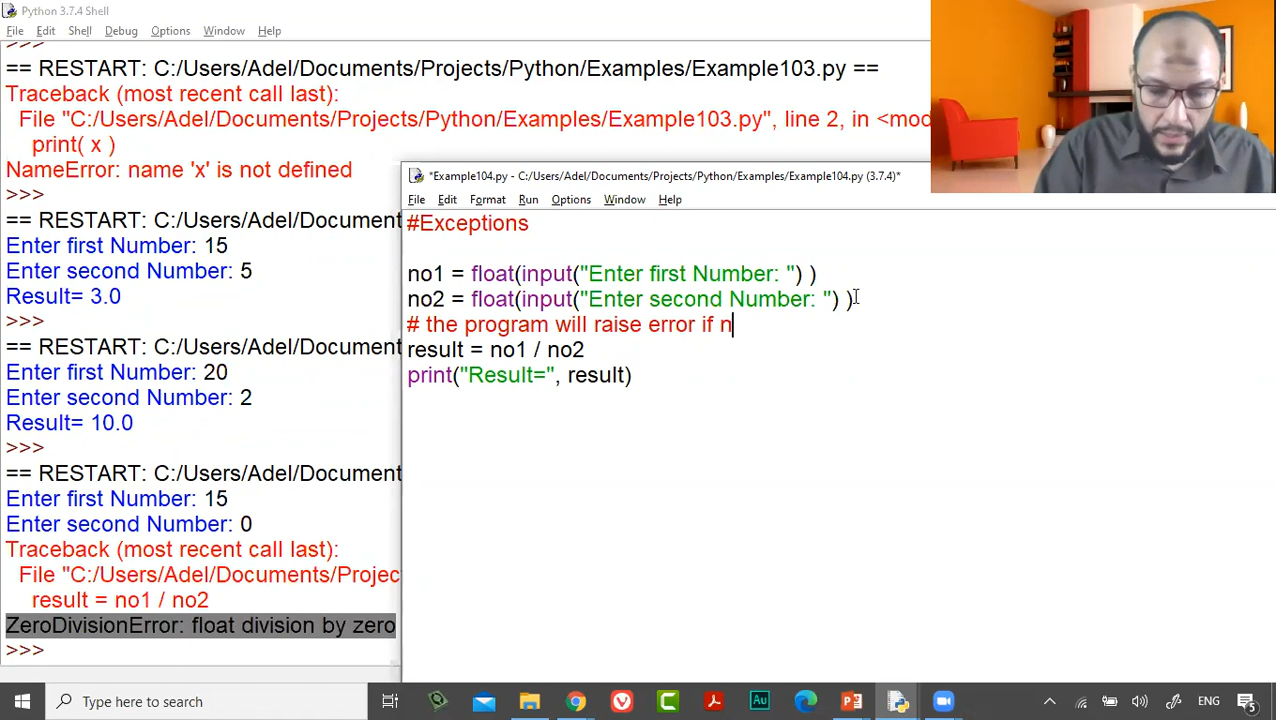 Python 3.7.4 Shell
File Edit Shell Debug Options Window Help
>>>
== RESTART: C:/Users/Adel/Documents/Projects/Python/Examples/Example103.py ==
Traceback (most recent call last):
File "C:/Users/Adel/Documents/Projects/Python/Examples/Example103.py", line 2, in <mod
print( x )
NameError: name 'x' is not defined
>>>
== RESTART: C:/Users/Adel/Document
Enter first Number: 15
Enter second Number: 5
Result= 3.0
>>>
== RESTART: C:/Users/Adel/Document
Enter first Number: 20
Enter second Number: 2
Result= 10.0
>>>
== RESTART: C:/Users/Adel/Document
Enter first Number: 15
Enter second Number: 0
Traceback (most recent call last):
File "C:/Users/Adel/Documents/Projec
result = no1 / no2
ZeroDivisionError: float division by zero
>>>
*Example104.py - C:/Users/Adel/Documents/Projects/Python/Examples/Example104.py (3.7.4)*
File Edit Format Run Options Window Help
#Exceptions
no1 = float(input("Enter first Number: ") )
no2 = float(input("Enter second Number: ") )
# the program will raise error if n
result = no1 / no2
print("Result=", result)
Type here to search
Au
ENG
5